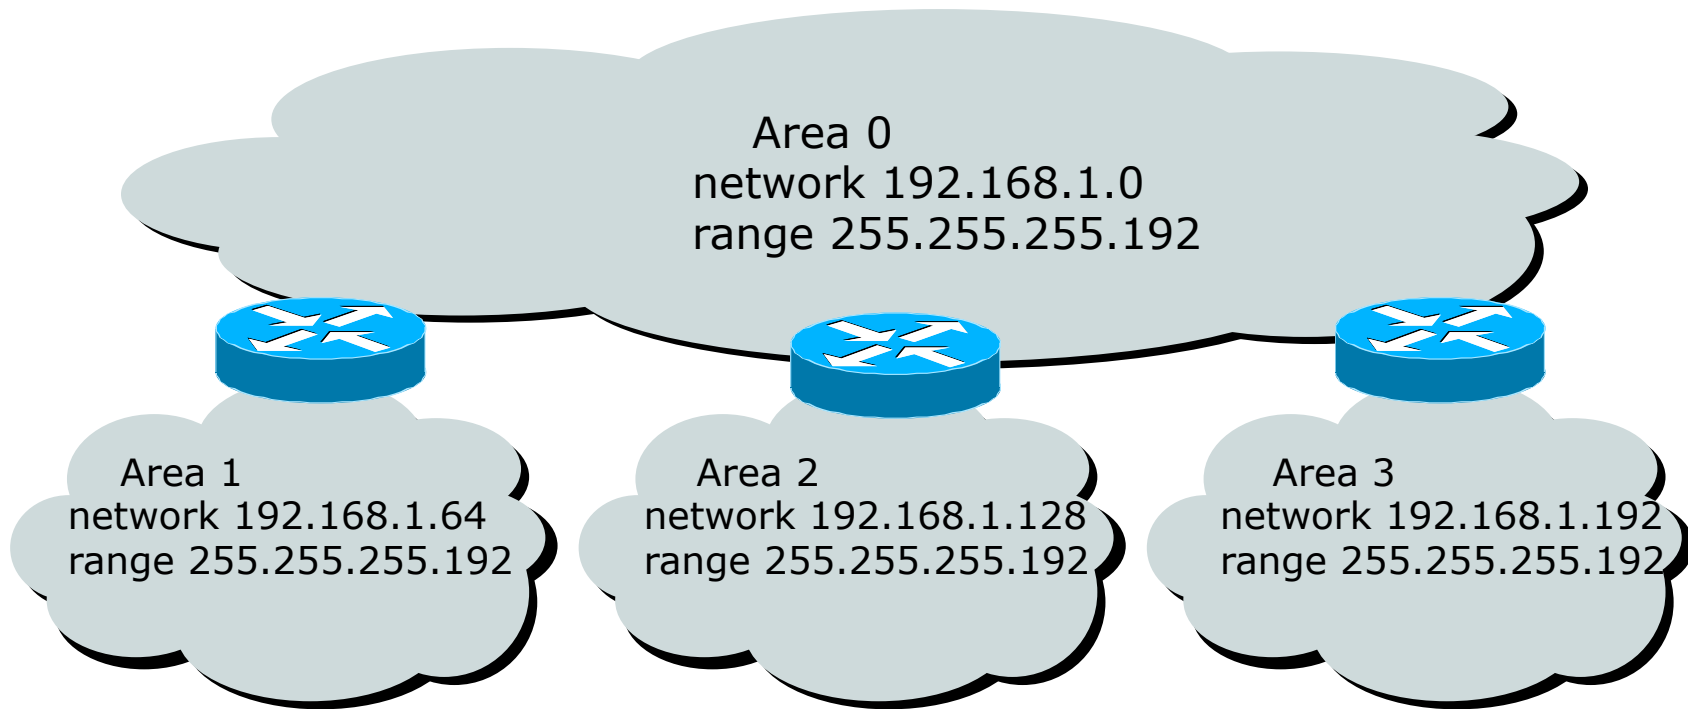 Area 0
network 192.168.1.0
range 255.255.255.192
Area 1
network 192.168.1.64
range 255.255.255.192
Area 2
network 192.168.1.128
range 255.255.255.192
Area 3
network 192.168.1.192
range 255.255.255.192